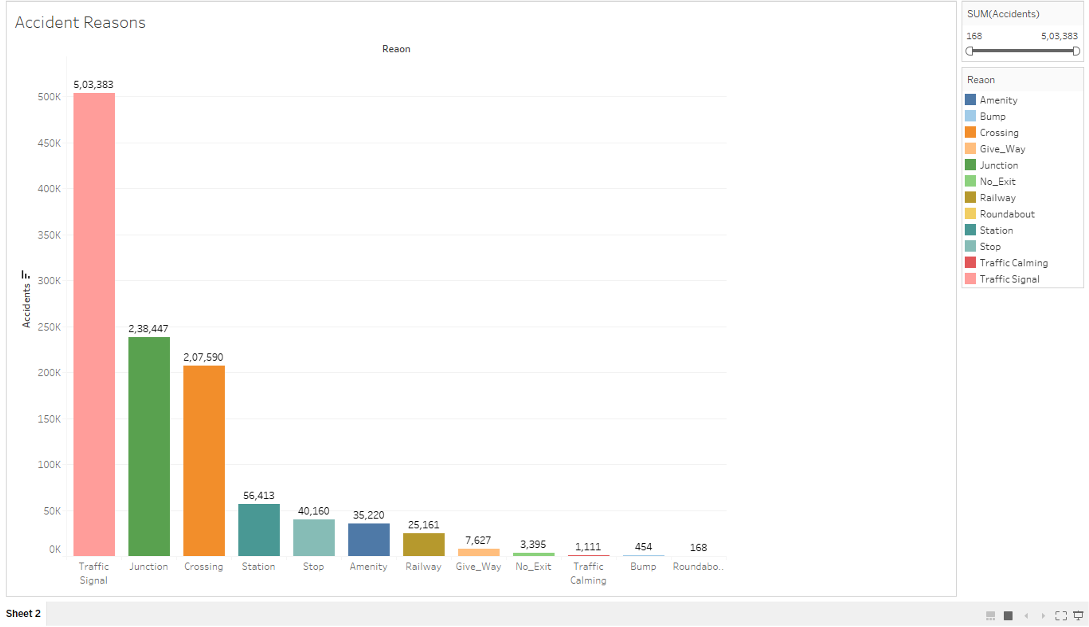 Accident Reasons
Reaon
Accidents
500K
450K
400K
350K
300K
250K
200K
150K
100K
50K
0K
5,03,383
2,38,447
2,07,590
56,413
40,160
35,220
25,161
7,627
3,395
1,111
454
168
Traffic Signal
Junction
Crossing
Station
Stop
Amenity
Railway
Give_Way
No_Exit
Traffic Calming
Bump
Roundabo..
SUM(Accidents)
168 5,03,383
Reaon
Amenity
Bump
Crossing
Give_Way
Junction
No_Exit
Railway
Roundabout
Station
Stop
Traffic Calming
Traffic Signal
Sheet 2